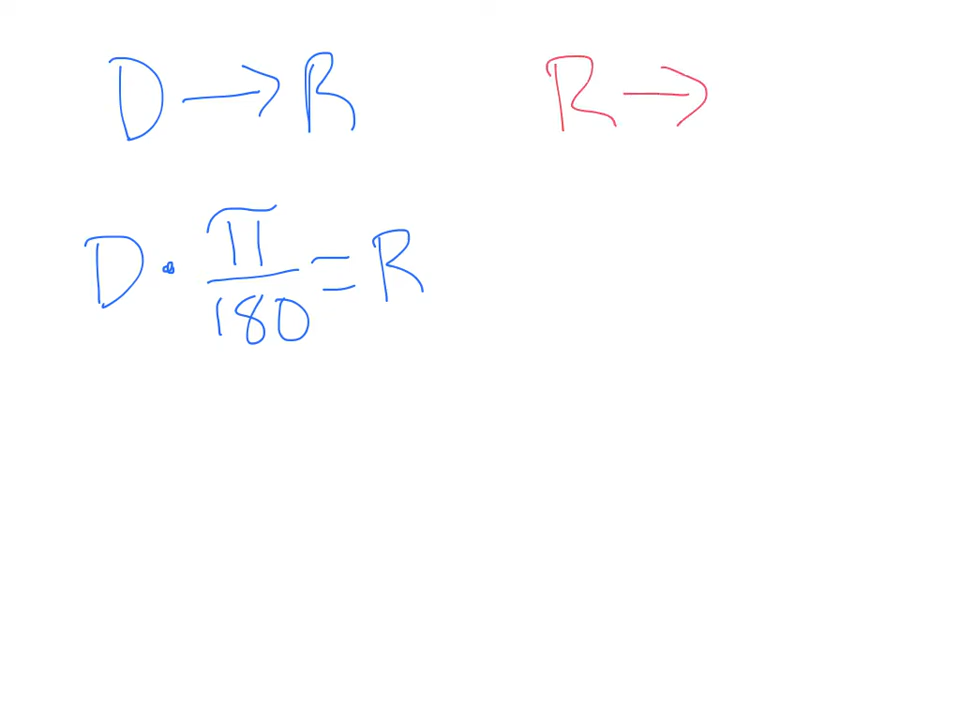 D → R
R →
D · π/180 = R